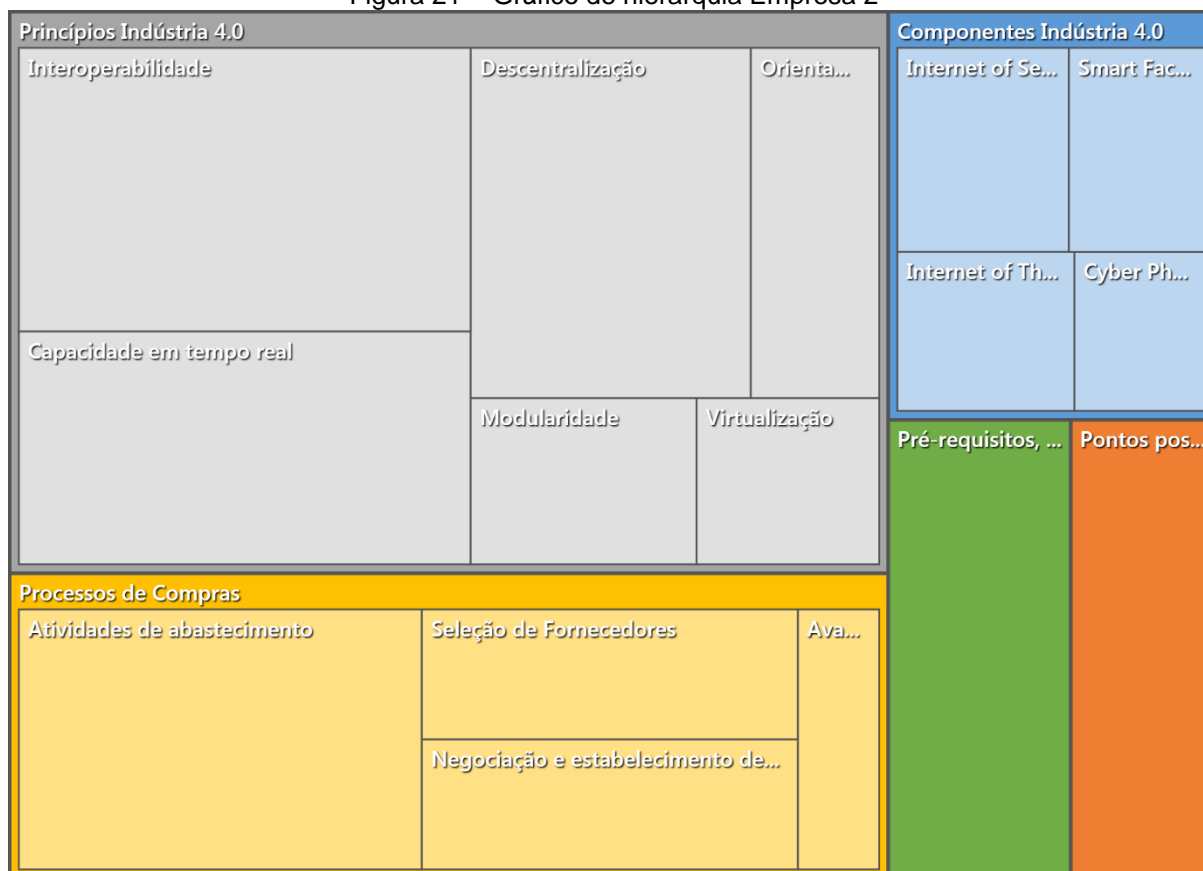 Figura 21 – Gráfico de hierarquia Empresa 2
Princípios Indústria 4.0
Interoperabilidade
Descentralização
Orienta...
Capacidade em tempo real
Modularidade
Virtualização
Componentes Indústria 4.0
Internet of Se...
Smart Fac...
Internet of Th...
Cyber Ph...
Processos de Compras
Atividades de abastecimento
Seleção de Fornecedores
Ava...
Negociação e estabelecimento de...
Pré-requisitos, ...
Pontos pos...